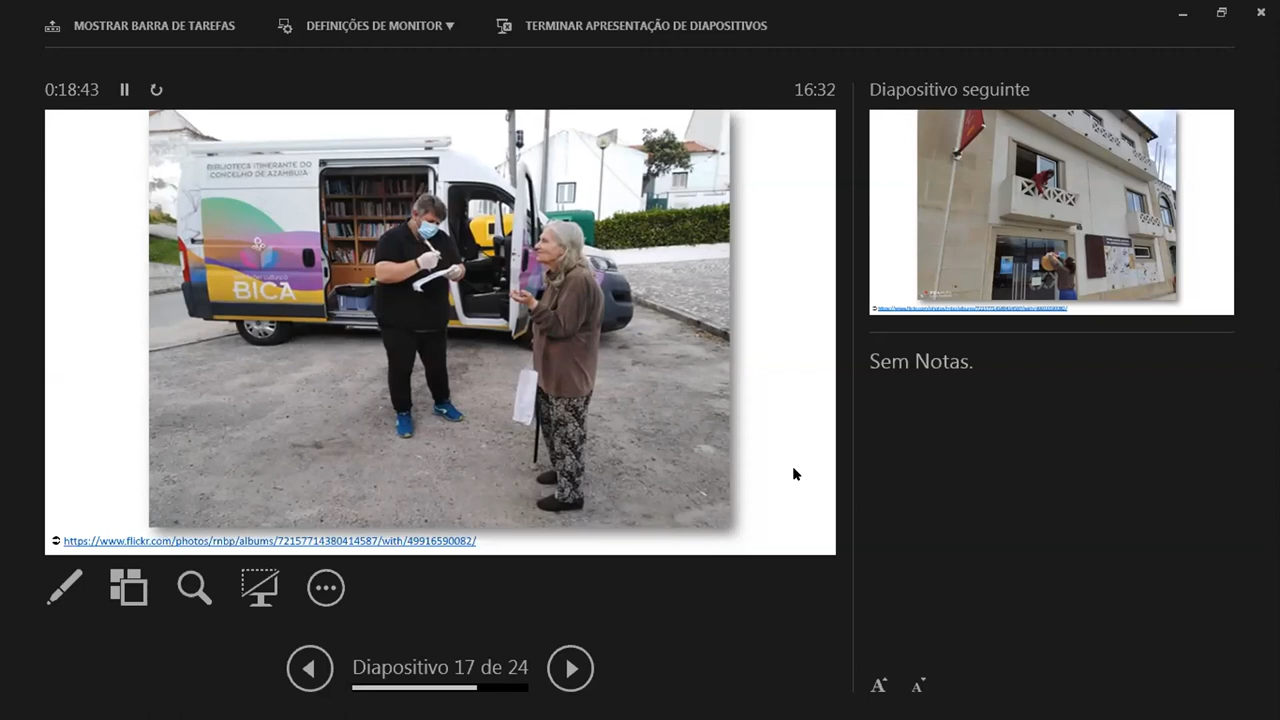 MOSTRAR BARRA DE TAREFAS
DEFINIÇÕES DE MONITOR
TERMINAR APRESENTAÇÃO DE DIAPOSITIVOS
0:18:43
16:32
Diapositivo seguinte
BIBLIOTECA ITINERANTE DO
CONCELHO DE AZAMBUJA
BICA
https://www.flickr.com/photos/rnbp/albums/72157714380414587/with/49916590082/
Sem Notas.
Diapositivo 17 de 24
A
A